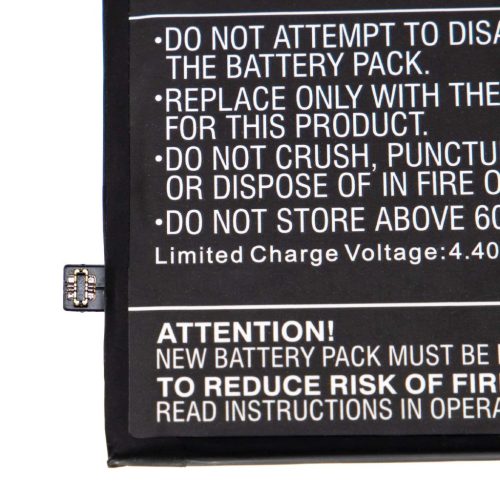 •DO NOT ATTEMPT TO DISA
THE BATTERY PACK.
•REPLACE ONLY WITH THE
FOR THIS PRODUCT.
•DO NOT CRUSH, PUNCTU
OR DISPOSE OF IN FIRE O
•DO NOT STORE ABOVE 60
Limited Charge Voltage:4.40
ATTENTION!
NEW BATTERY PACK MUST BE
TO REDUCE RISK OF FIR
READ INSTRUCTIONS IN OPERA